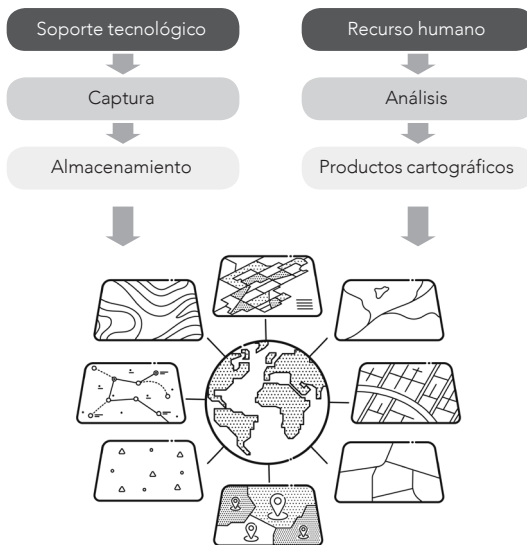 Soporte tecnológico
Captura
Almacenamiento
Recurso humano
Análisis
Productos cartográficos